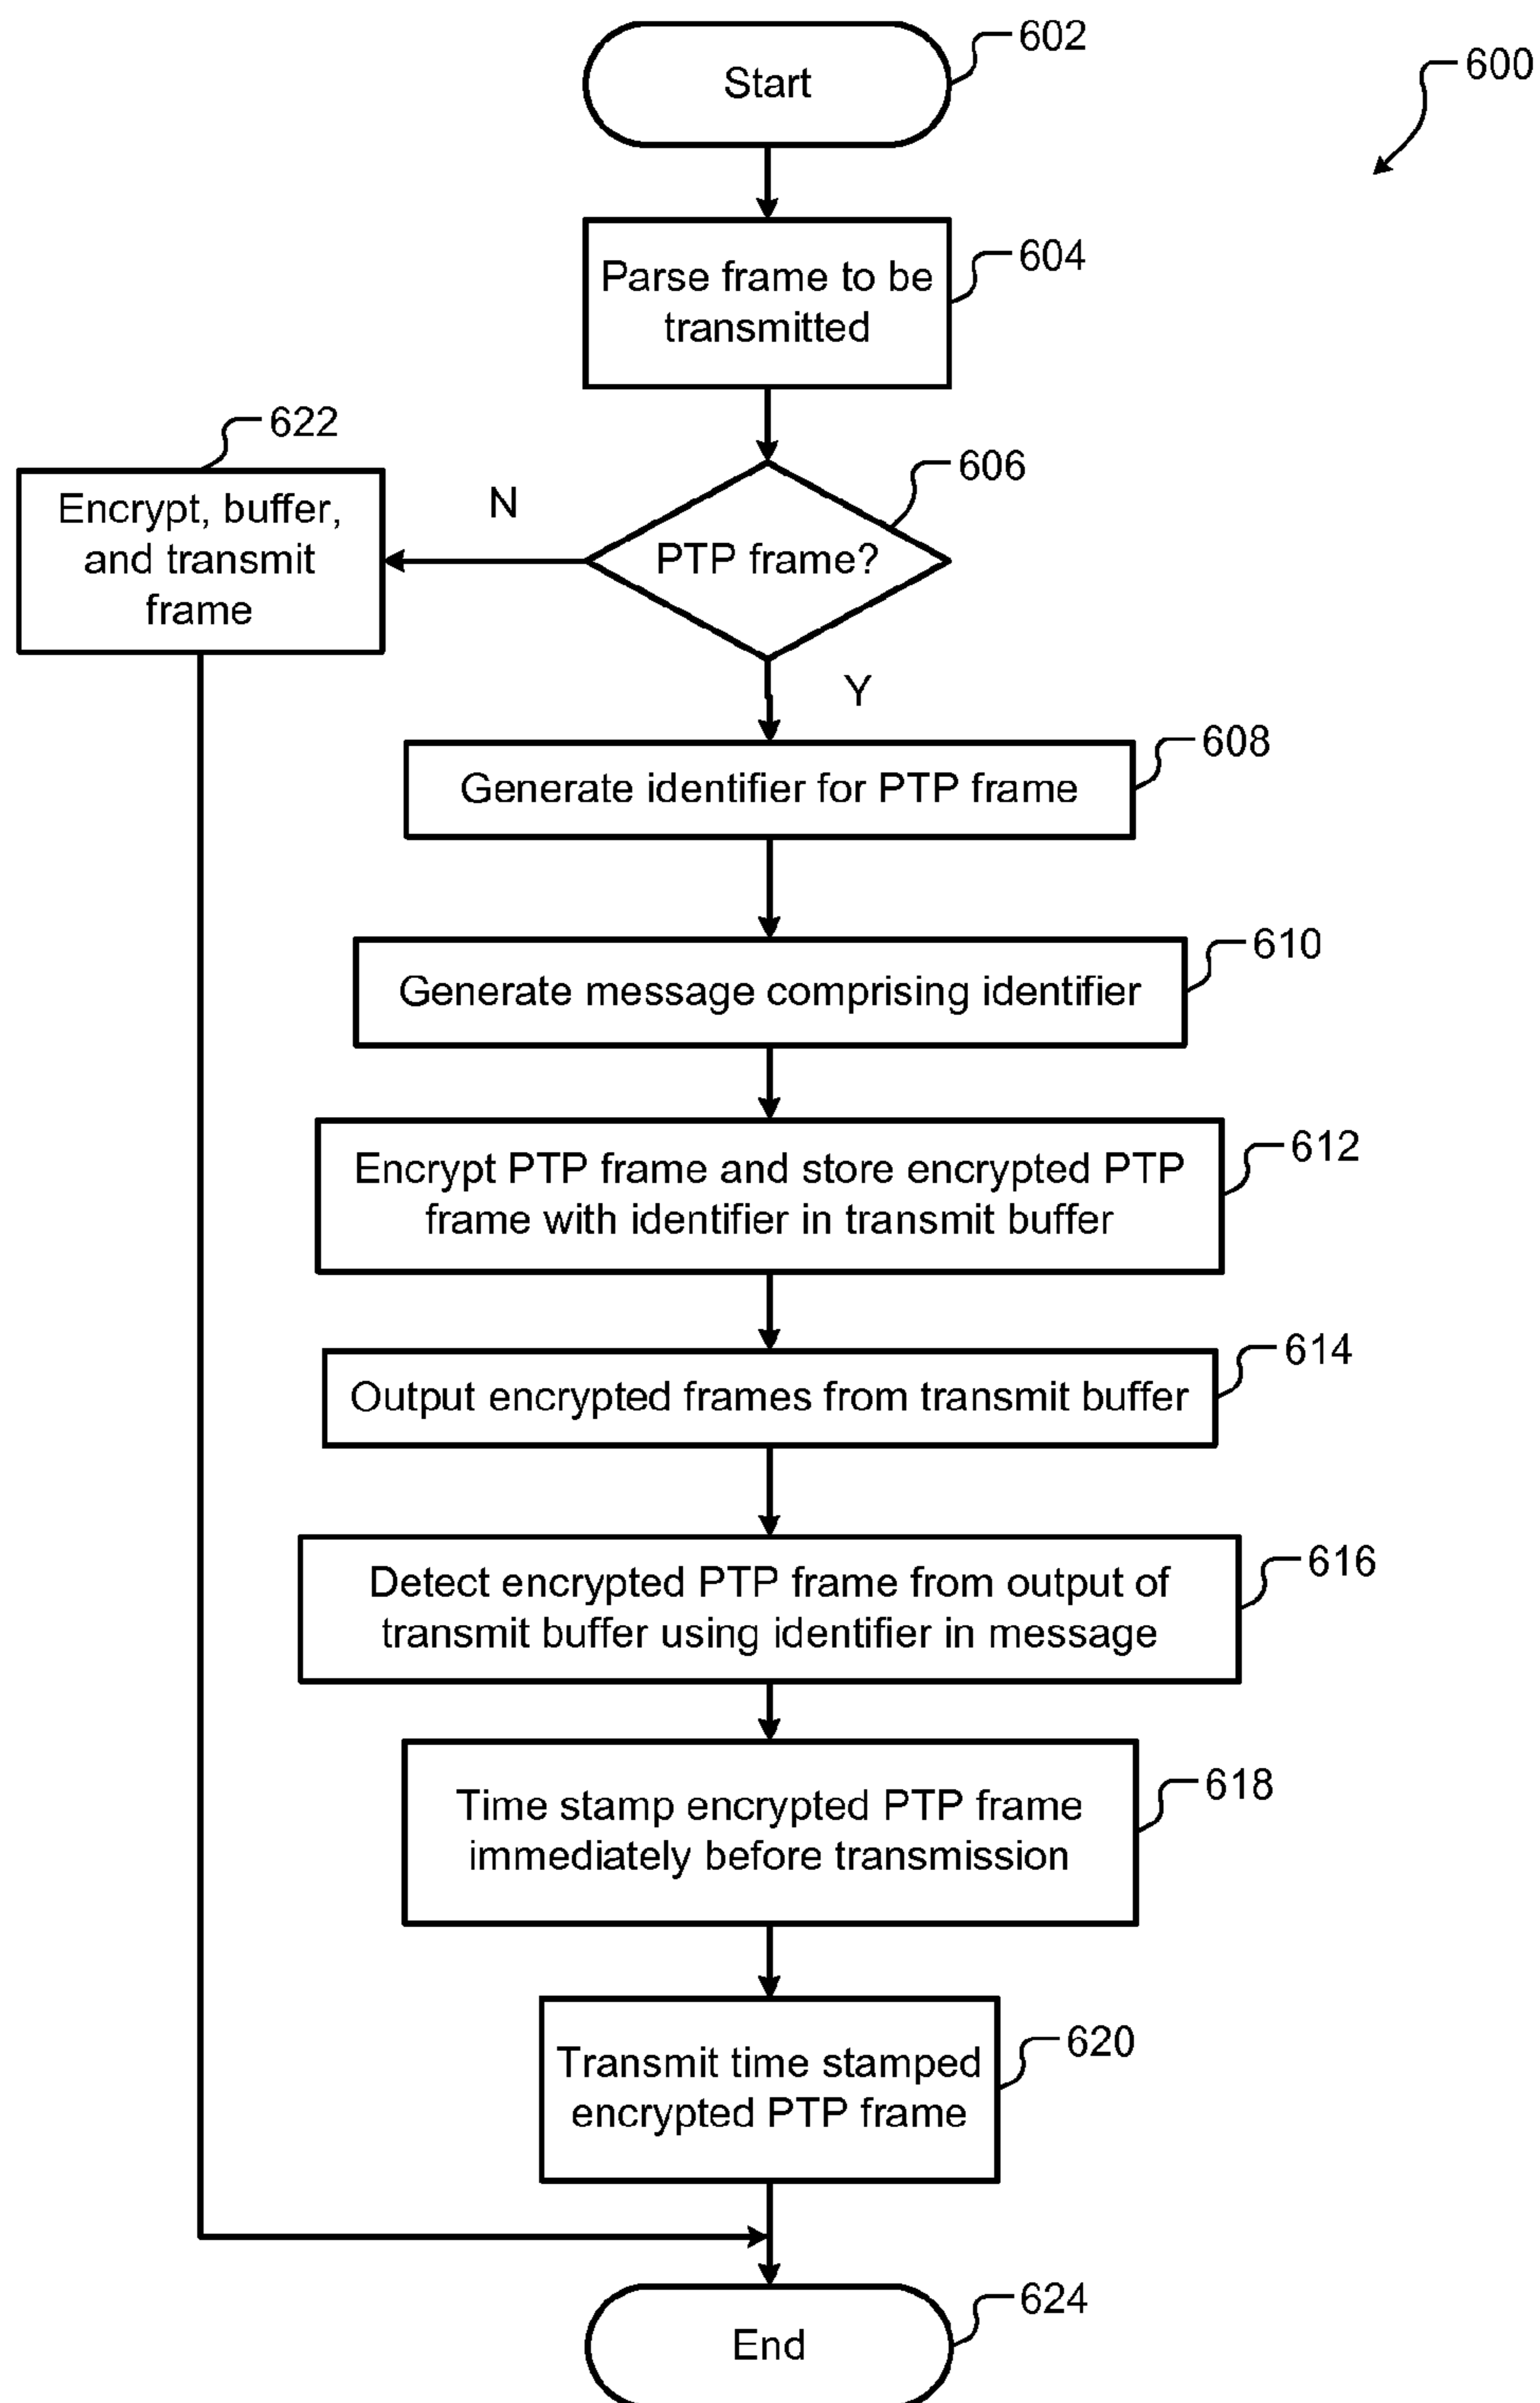 602
600
Start
604
Parse frame to be
transmitted
622
606
Encrypt, buffer,
and transmit
frame
N
PTP frame?
Y
608
Generate identifier for PTP frame
610
Generate message comprising identifier
612
Encrypt PTP frame and store encrypted PTP
frame with identifier in transmit buffer
614
Output encrypted frames from transmit buffer
616
Detect encrypted PTP frame from output of
transmit buffer using identifier in message
618
Time stamp encrypted PTP frame
immediately before transmission
620
Transmit time stamped
encrypted PTP frame
624
End